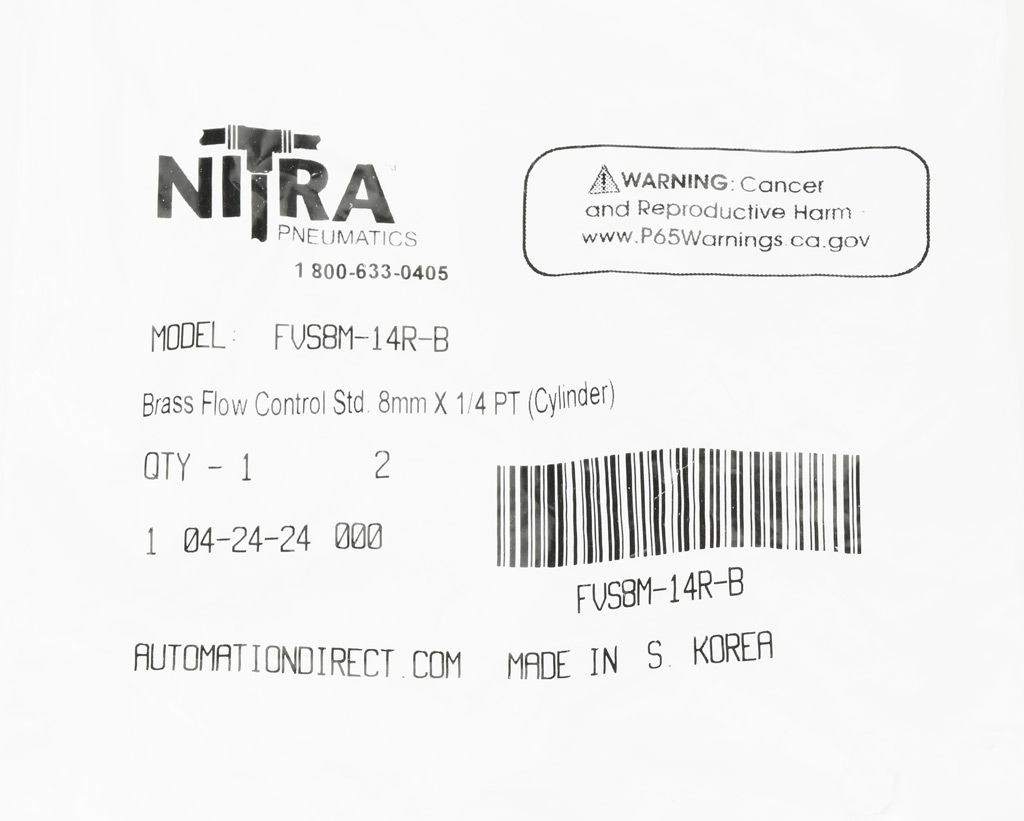 NITRA
PNEUMATICS
1 800-633-0405
WARNING: Cancer
and Reproductive Harm
www.P65Warnings.ca.gov
MODEL: FVS8M-14R-B
Brass Flow Control Std. 8mm X 1/4 PT (Cylinder)
QTY - 1 2
1 04-24-24 000
FVS8M-14R-B
AUTOMATIONDIRECT.COM MADE IN S. KOREA